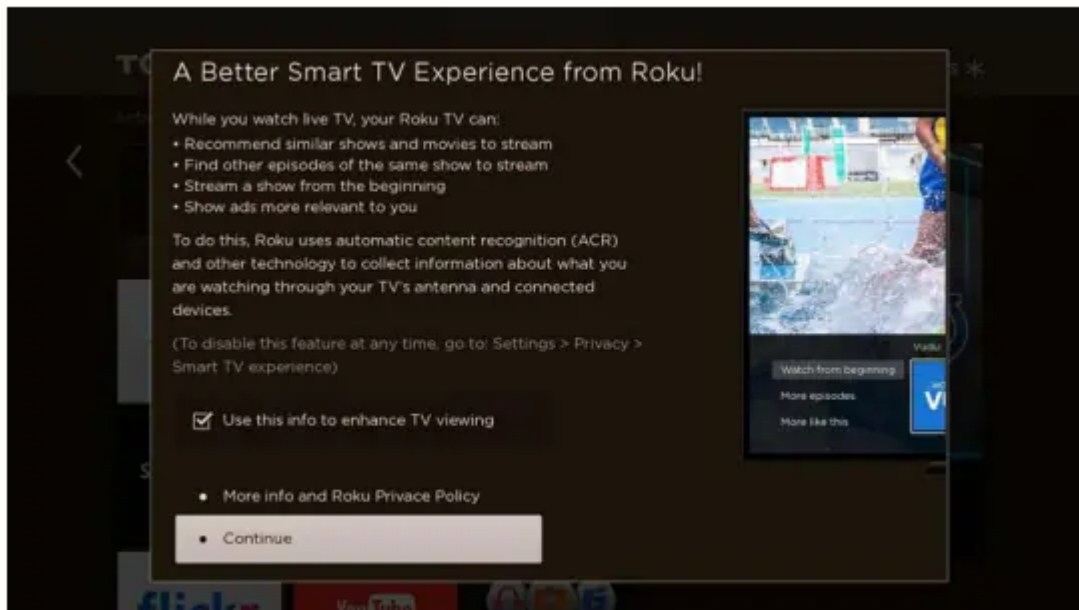 A Better Smart TV Experience from Roku!
While you watch live TV, your Roku TV can:
• Recommend similar shows and movies to stream
• Find other episodes of the same show to stream
• Stream a show from the beginning
• Show ads more relevant to you
To do this, Roku uses automatic content recognition (ACR)
and other technology to collect information about what you
are watching through your TV's antenna and connected
devices.
(To disable this feature at any time, go to: Settings > Privacy >
Smart TV experience)
Use this info to enhance TV viewing
• More info and Roku Privace Policy
• Continue
Vudu
Watch from beginning
More episodes
More like this
flickr
YouTube